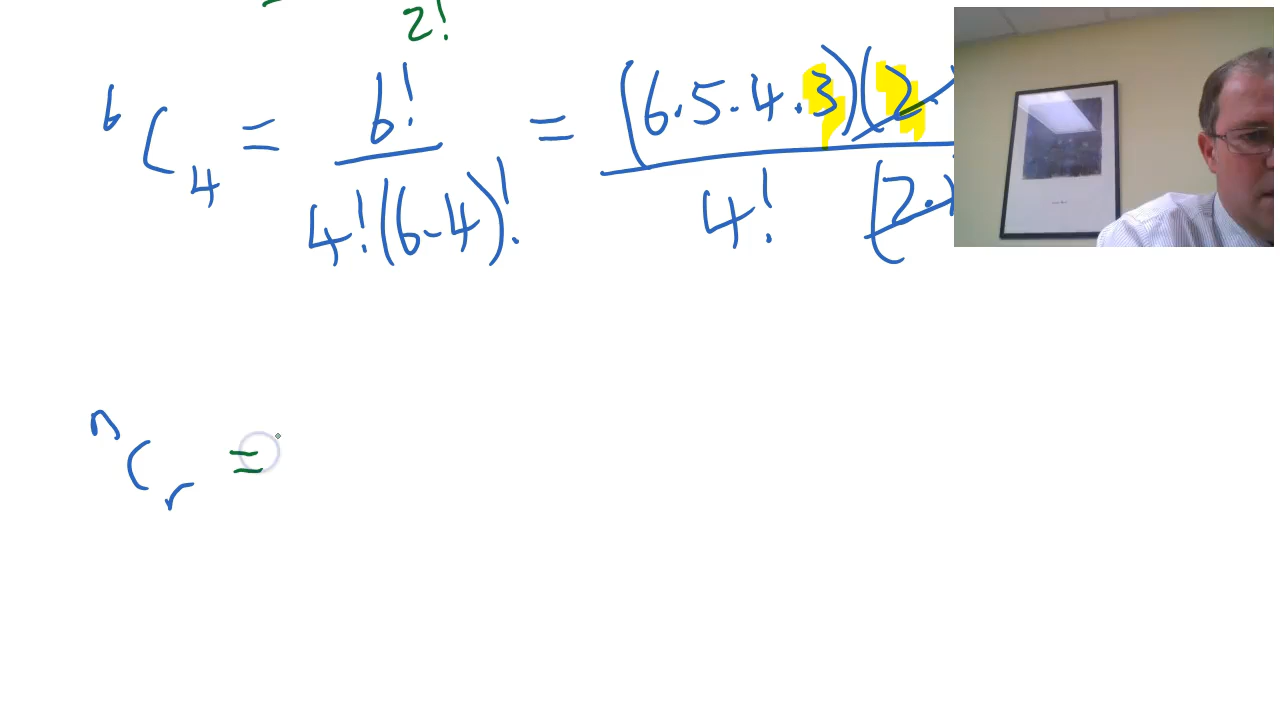 2!
⁶C₄ = 6! / 4!(6-4)! = (6·5·4·3)(2· / 4! (2·
ⁿCᵣ =